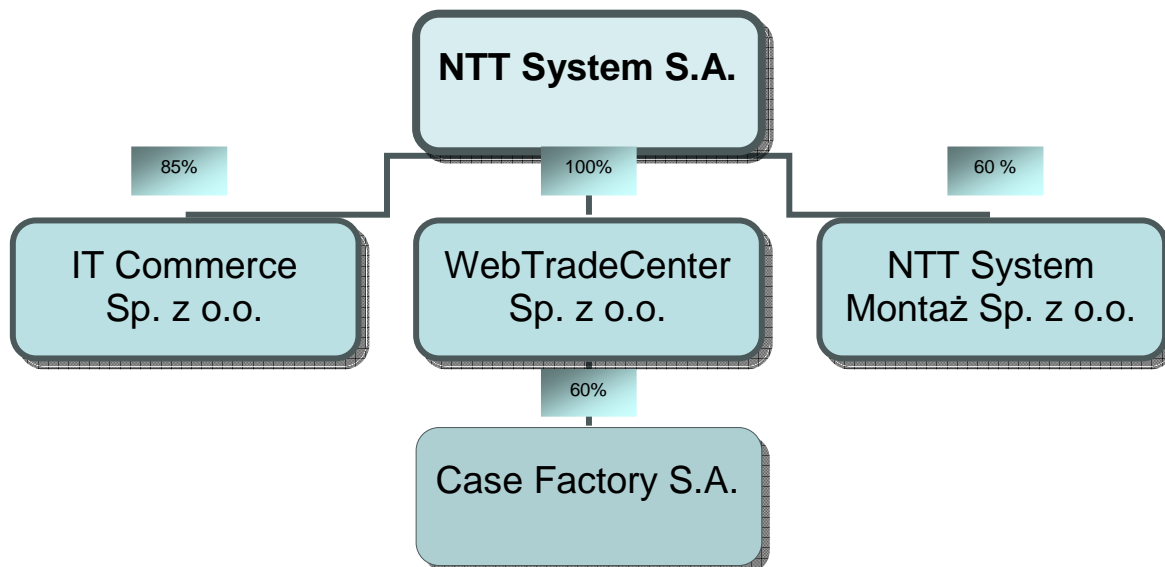 NTT System S.A.
85%
100%
60 %
IT Commerce
Sp. z o.o.
WebTradeCenter
Sp. z o.o.
NTT System
Montaż Sp. z o.o.
60%
Case Factory S.A.